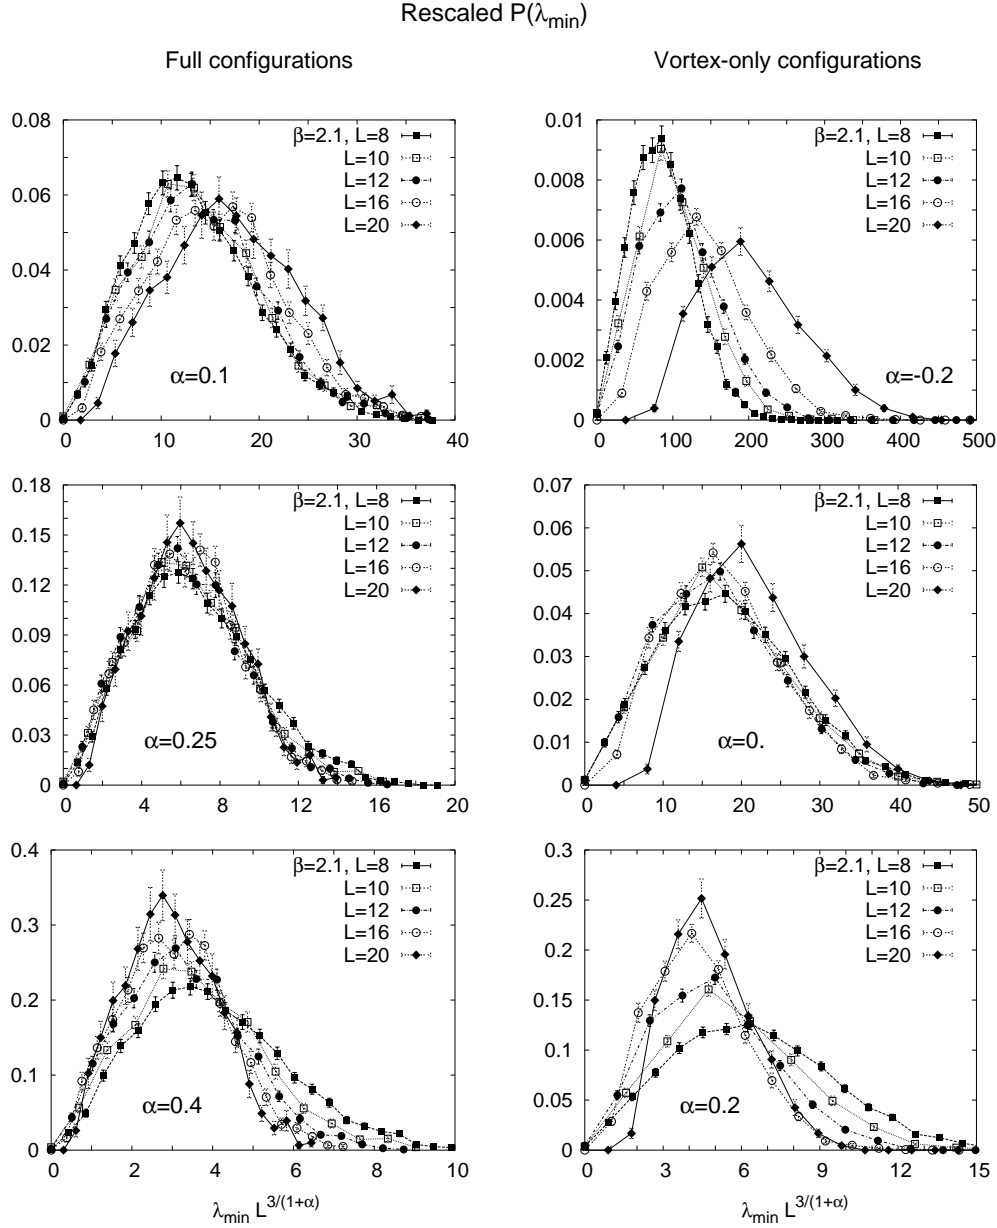 Rescaled P(λmin)
Full configurations
Vortex-only configurations
0.08
0.06
0.04
0.02
0
0 10 20 30 40
β=2.1, L=8
L=10
L=12
L=16
L=20
α=0.1
0.01
0.008
0.006
0.004
0.002
0
0 100 200 300 400 500
β=2.1, L=8
L=10
L=12
L=16
L=20
α=-0.2
0.18
0.15
0.12
0.09
0.06
0.03
0
0 4 8 12 16 20
β=2.1, L=8
L=10
L=12
L=16
L=20
α=0.25
0.07
0.06
0.05
0.04
0.03
0.02
0.01
0
0 10 20 30 40 50
β=2.1, L=8
L=10
L=12
L=16
L=20
α=0.
0.4
0.3
0.2
0.1
0
0 2 4 6 8 10
β=2.1, L=8
L=10
L=12
L=16
L=20
α=0.4
λmin L3/(1+α)
0.3
0.25
0.2
0.15
0.1
0.05
0
0 3 6 9 12 15
β=2.1, L=8
L=10
L=12
L=16
L=20
α=0.2
λmin L3/(1+α)